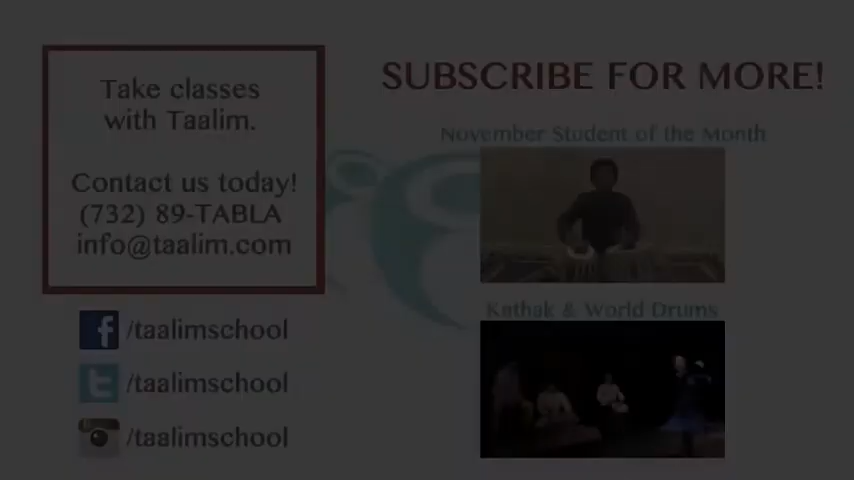 Take classes
with Taalim.
Contact us today!
(732) 89-TABLA
info@taalim.com
/taalimschool
/taalimschool
/taalimschool
SUBSCRIBE FOR MORE!
November Student of the Month
Kathak & World Drums